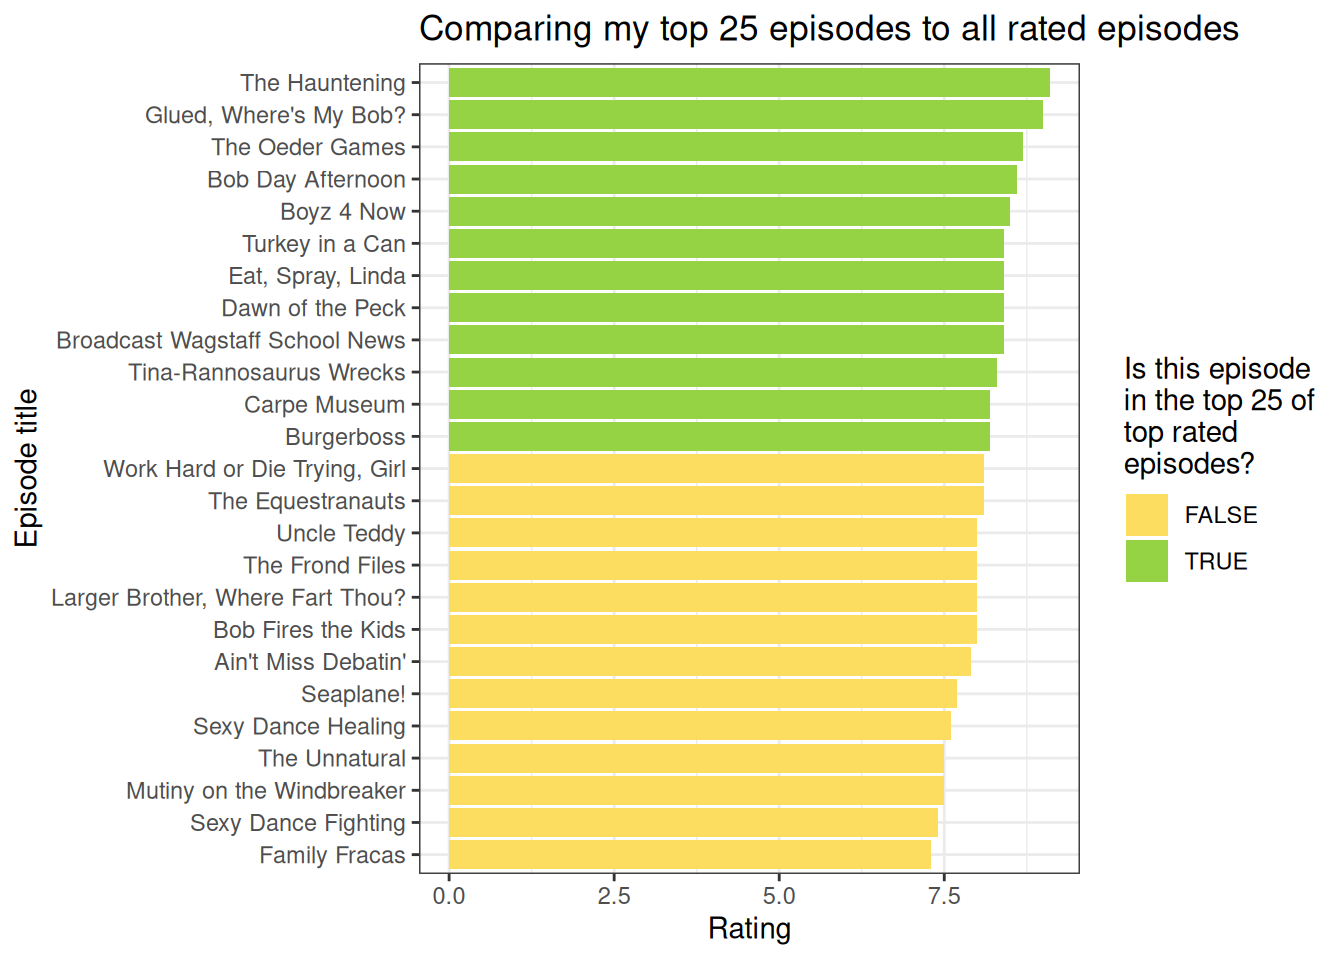 Comparing my top 25 episodes to all rated episodes
The Hauntening
Glued, Where's My Bob?
The Oeder Games
Bob Day Afternoon
Boyz 4 Now
Turkey in a Can
Eat, Spray, Linda
Dawn of the Peck
Broadcast Wagstaff School News
Tina-Rannosaurus Wrecks
Carpe Museum
Burgerboss
Work Hard or Die Trying, Girl
The Equestranauts
Uncle Teddy
The Frond Files
Larger Brother, Where Fart Thou?
Bob Fires the Kids
Ain't Miss Debatin'
Seaplane!
Sexy Dance Healing
The Unnatural
Mutiny on the Windbreaker
Sexy Dance Fighting
Family Fracas
Episode title
0.0 2.5 5.0 7.5
Rating
Is this episode
in the top 25 of
top rated
episodes?
FALSE
TRUE